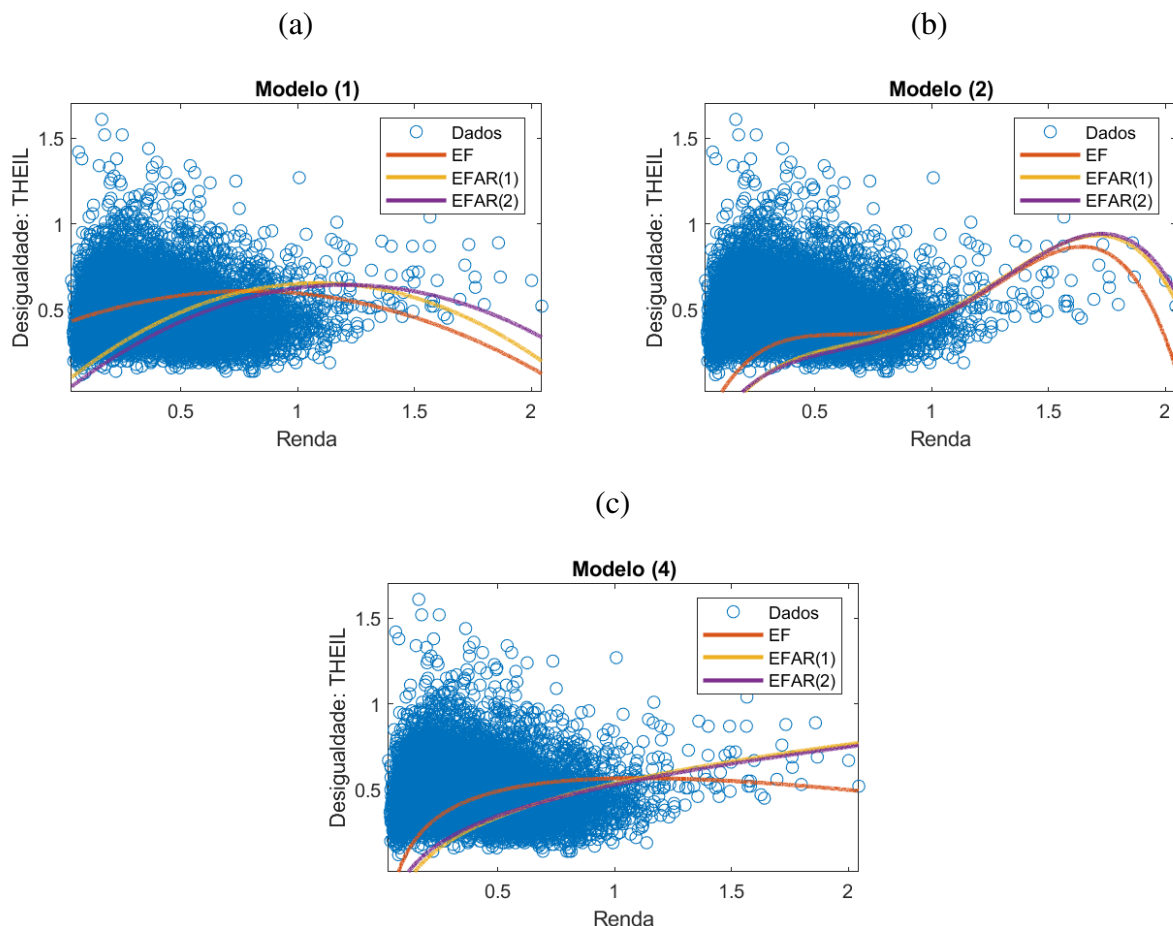 (a)
Modelo (1)
Desigualdade: THEIL
1.5
1
0.5
Dados
EF
EFAR(1)
EFAR(2)
0.5 1 1.5 2
Renda
(b)
Modelo (2)
Desigualdade: THEIL
1.5
1
0.5
Dados
EF
EFAR(1)
EFAR(2)
0.5 1 1.5 2
Renda
(c)
Modelo (4)
Desigualdade: THEIL
1.5
1
0.5
Dados
EF
EFAR(1)
EFAR(2)
0.5 1 1.5 2
Renda